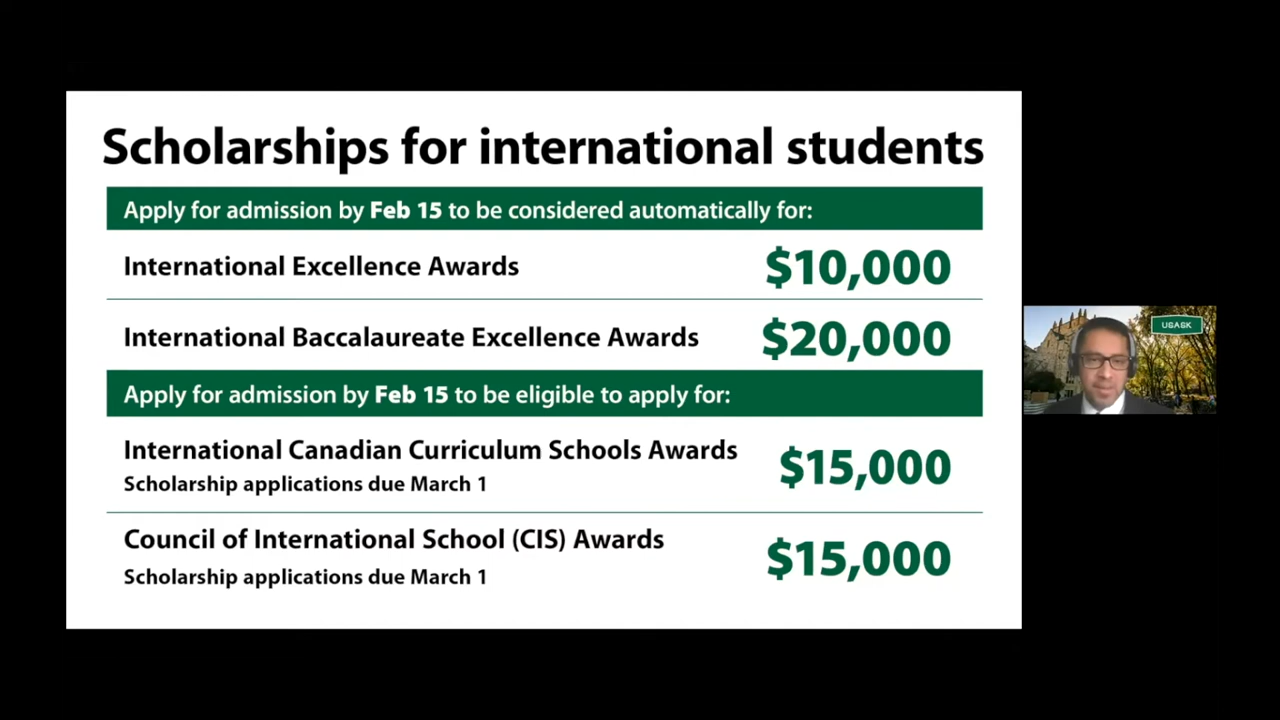 Scholarships for international students
Apply for admission by Feb 15 to be considered automatically for:
International Excellence Awards $10,000
International Baccalaureate Excellence Awards $20,000
Apply for admission by Feb 15 to be eligible to apply for:
International Canadian Curriculum Schools Awards $15,000
Scholarship applications due March 1
Council of International School (CIS) Awards $15,000
Scholarship applications due March 1
USASK